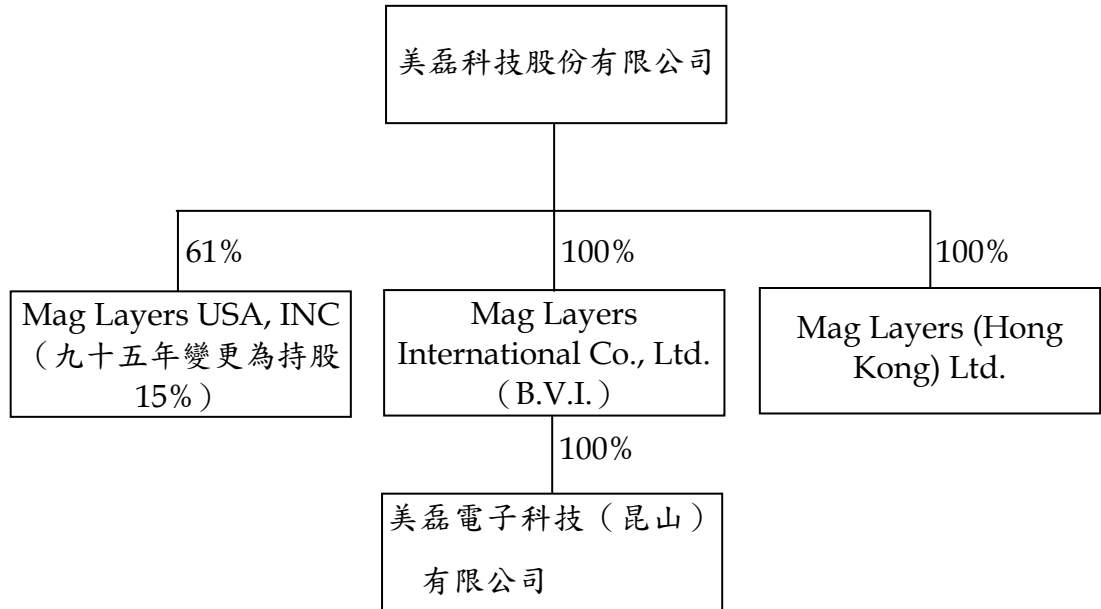 美磊科技股份有限公司
61%
100%
100%
Mag Layers USA, INC
（九十五年變更為持股
15%）
Mag Layers
International Co., Ltd.
（B.V.I.）
Mag Layers (Hong
Kong) Ltd.
100%
美磊電子科技（昆山）
有限公司